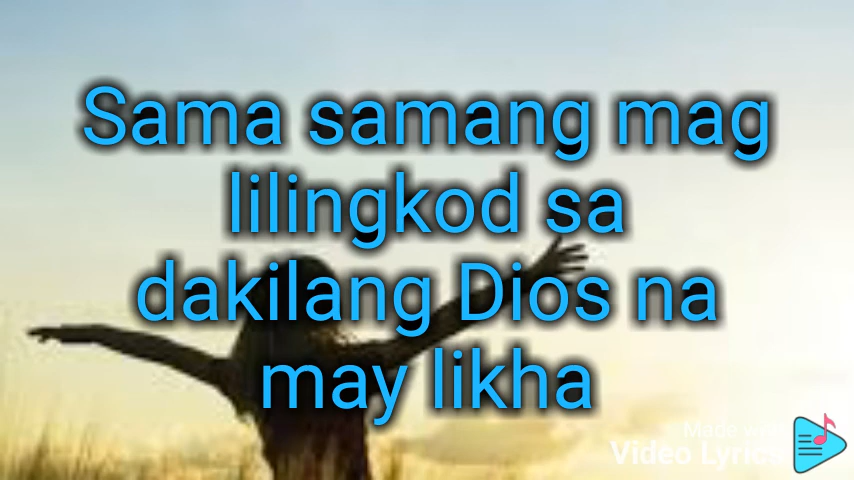 Sama samang mag
lilingkod sa
dakilang Dios na
may likha
Made with
Video Lyrics